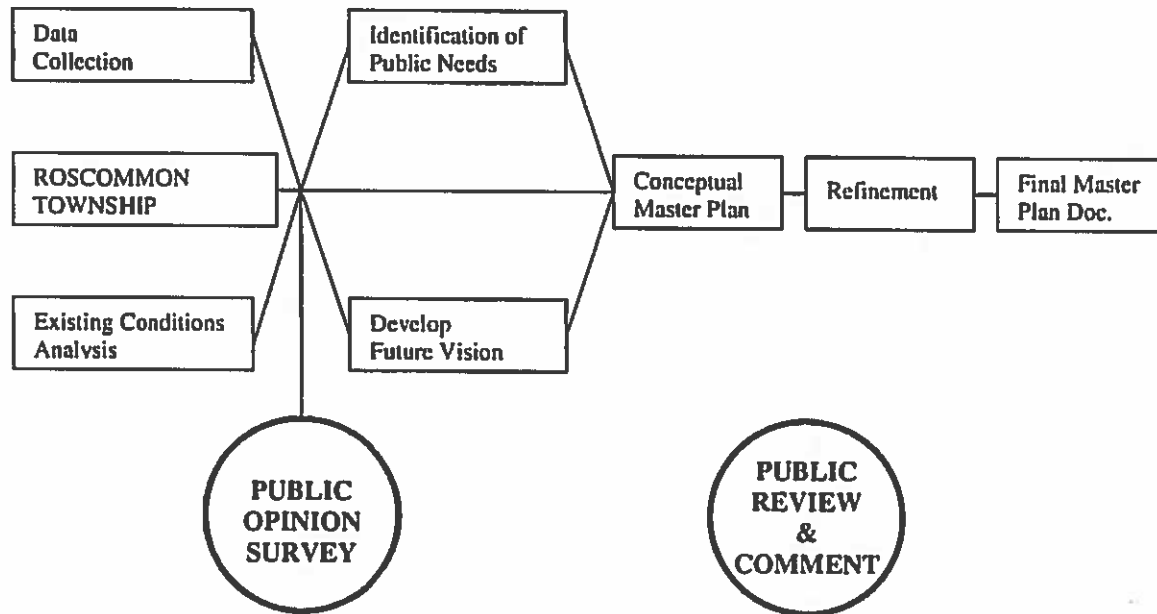 Data
Collection
Identification of
Public Needs
ROSCOMMON
TOWNSHIP
Conceptual
Master Plan
Refinement
Final Master
Plan Doc.
Existing Conditions
Analysis
Develop
Future Vision
PUBLIC
OPINION
SURVEY
PUBLIC
REVIEW
&
COMMENT